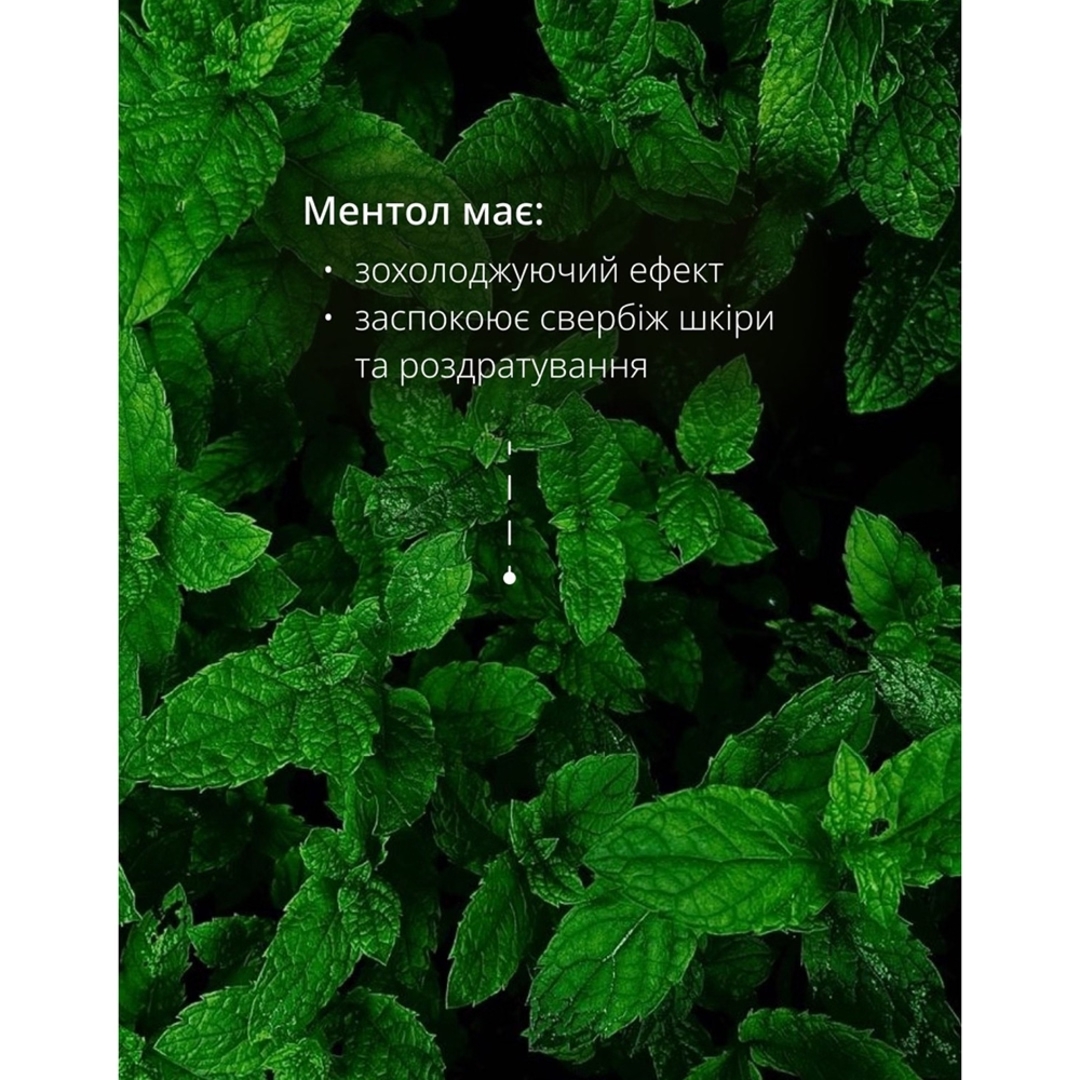 Ментол має:
• зохолоджуючий ефект
• заспокоює свербіж шкіри
та роздратування